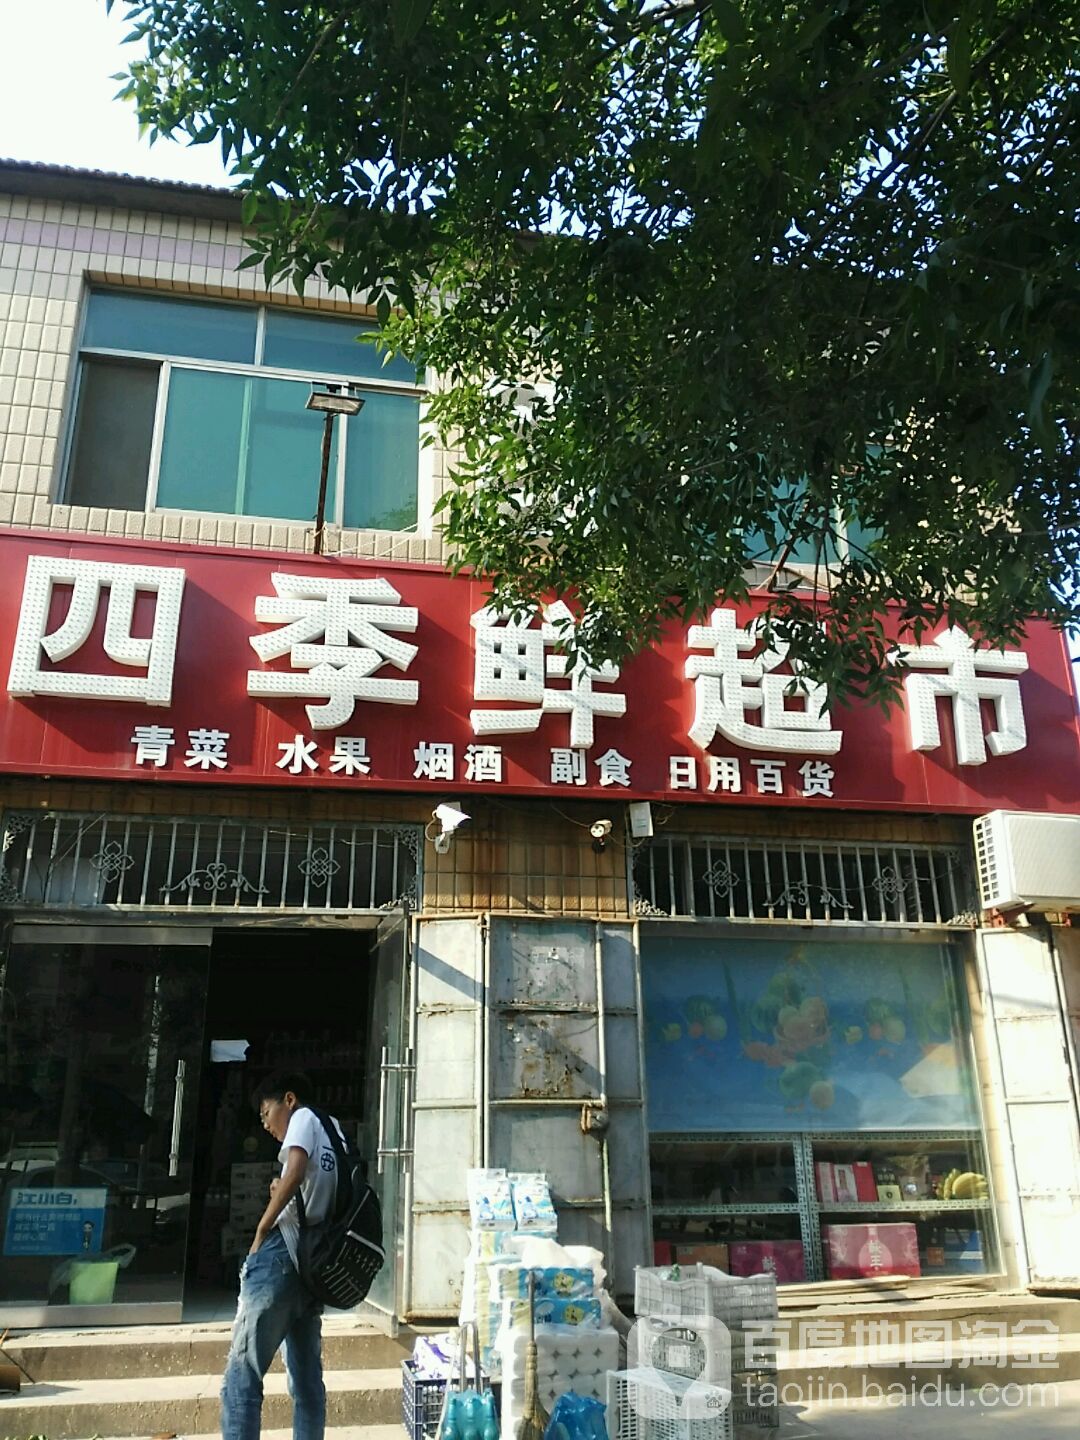 四季鲜超市
青菜 水果 烟酒 副食 日用百货
江小白
百度地图淘金
taojin.baidu.com